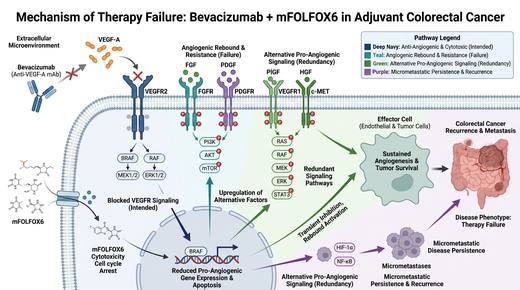 Mechanism of Therapy Failure: Bevacizumab + mFOLFOX6 in Adjuvant Colorectal Cancer
Extracellular
Microenvironment
VEGF-A
Bevacizumab
(Anti-VEGF-A mAb)
VEGFR2
Angiogenic Rebound &
Resistance (Failure)
FGF
PDGF
FGFR
PDGFR
Alternative Pro-Angiogenic
Signaling (Redundancy)
PIGF
HGF
VEGFR1
c-MET
Pathway Legend
Deep Navy: Anti-Angiogenic & Cytotoxic (Intended)
Teal: Angiogenic Rebound & Resistance (Failure)
Green: Alternative Pro-Angiogenic Signaling (Redundancy)
Purple: Micrometastatic Persistence & Recurrence
BRAF
RAF
MEK1/2
ERK1/2
PI3K
AKT
mTOR
RAS
RAF
MEK
ERK
STAT3
Redundant
Signaling
Pathways
Effector Cell
(Endothelial & Tumor Cells)
Sustained
Angiogenesis &
Tumor Survival
Colorectal Cancer
Recurrence & Metastasis
Disease Phenotype:
Therapy Failure
mFOLFOX6
Blocked VEGFR Signaling
(Intended)
Upregulation of
Alternative Factors
Transient Inhibition,
Rebound Activation
mFOLFOX6
Cytotoxicity
Cell cycle
Arrest
BRAF
Reduced Pro-Angiogenic
Gene Expression &
Apoptosis
HIF-1α
NF-κB
Alternative Pro-Angiogenic
Signaling (Redundancy)
Micrometastases
Micrometastatic
Disease Persistence
Micrometastatic
Persistence & Recurrence